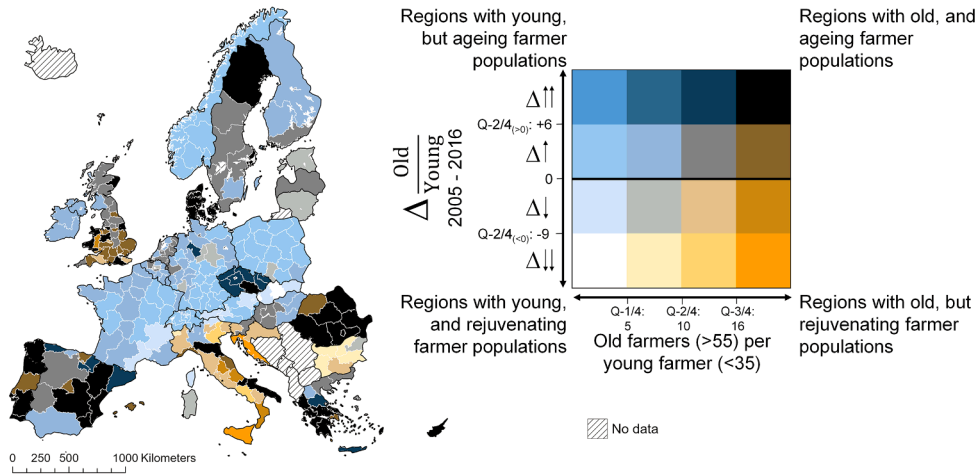 Regions with young,
but ageing farmer
populations
Regions with old, and
ageing farmer
populations
Δ Old
Young
2005 - 2016
Δ↑↑
Q-2/4(>0): +6
Δ↑
0
Δ↓
Q-2/4(<0): -9
Δ↓↓
Regions with young,
and rejuvenating
farmer populations
Q-1/4:
5
Q-2/4:
10
Q-3/4:
16
Old farmers (>55) per
young farmer (<35)
Regions with old, but
rejuvenating farmer
populations
No data
0 250 500 1000 Kilometers